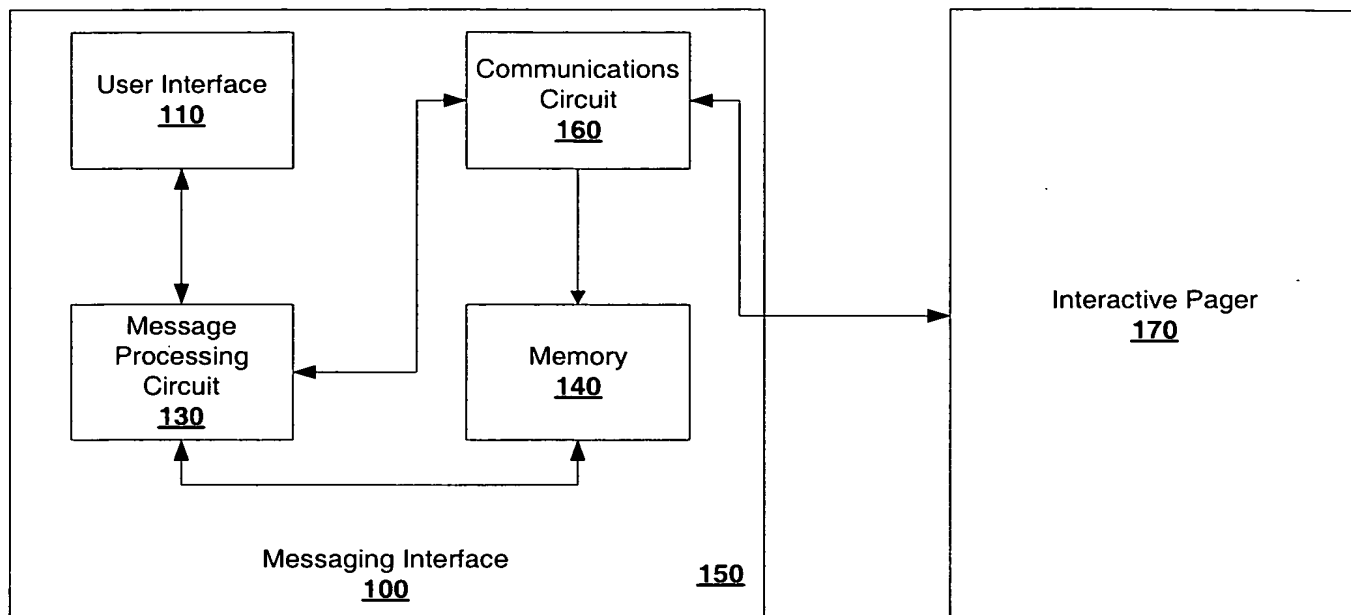 User Interface
110
Communications
Circuit
160
Message
Processing
Circuit
130
Memory
140
Interactive Pager
170
Messaging Interface
100
150